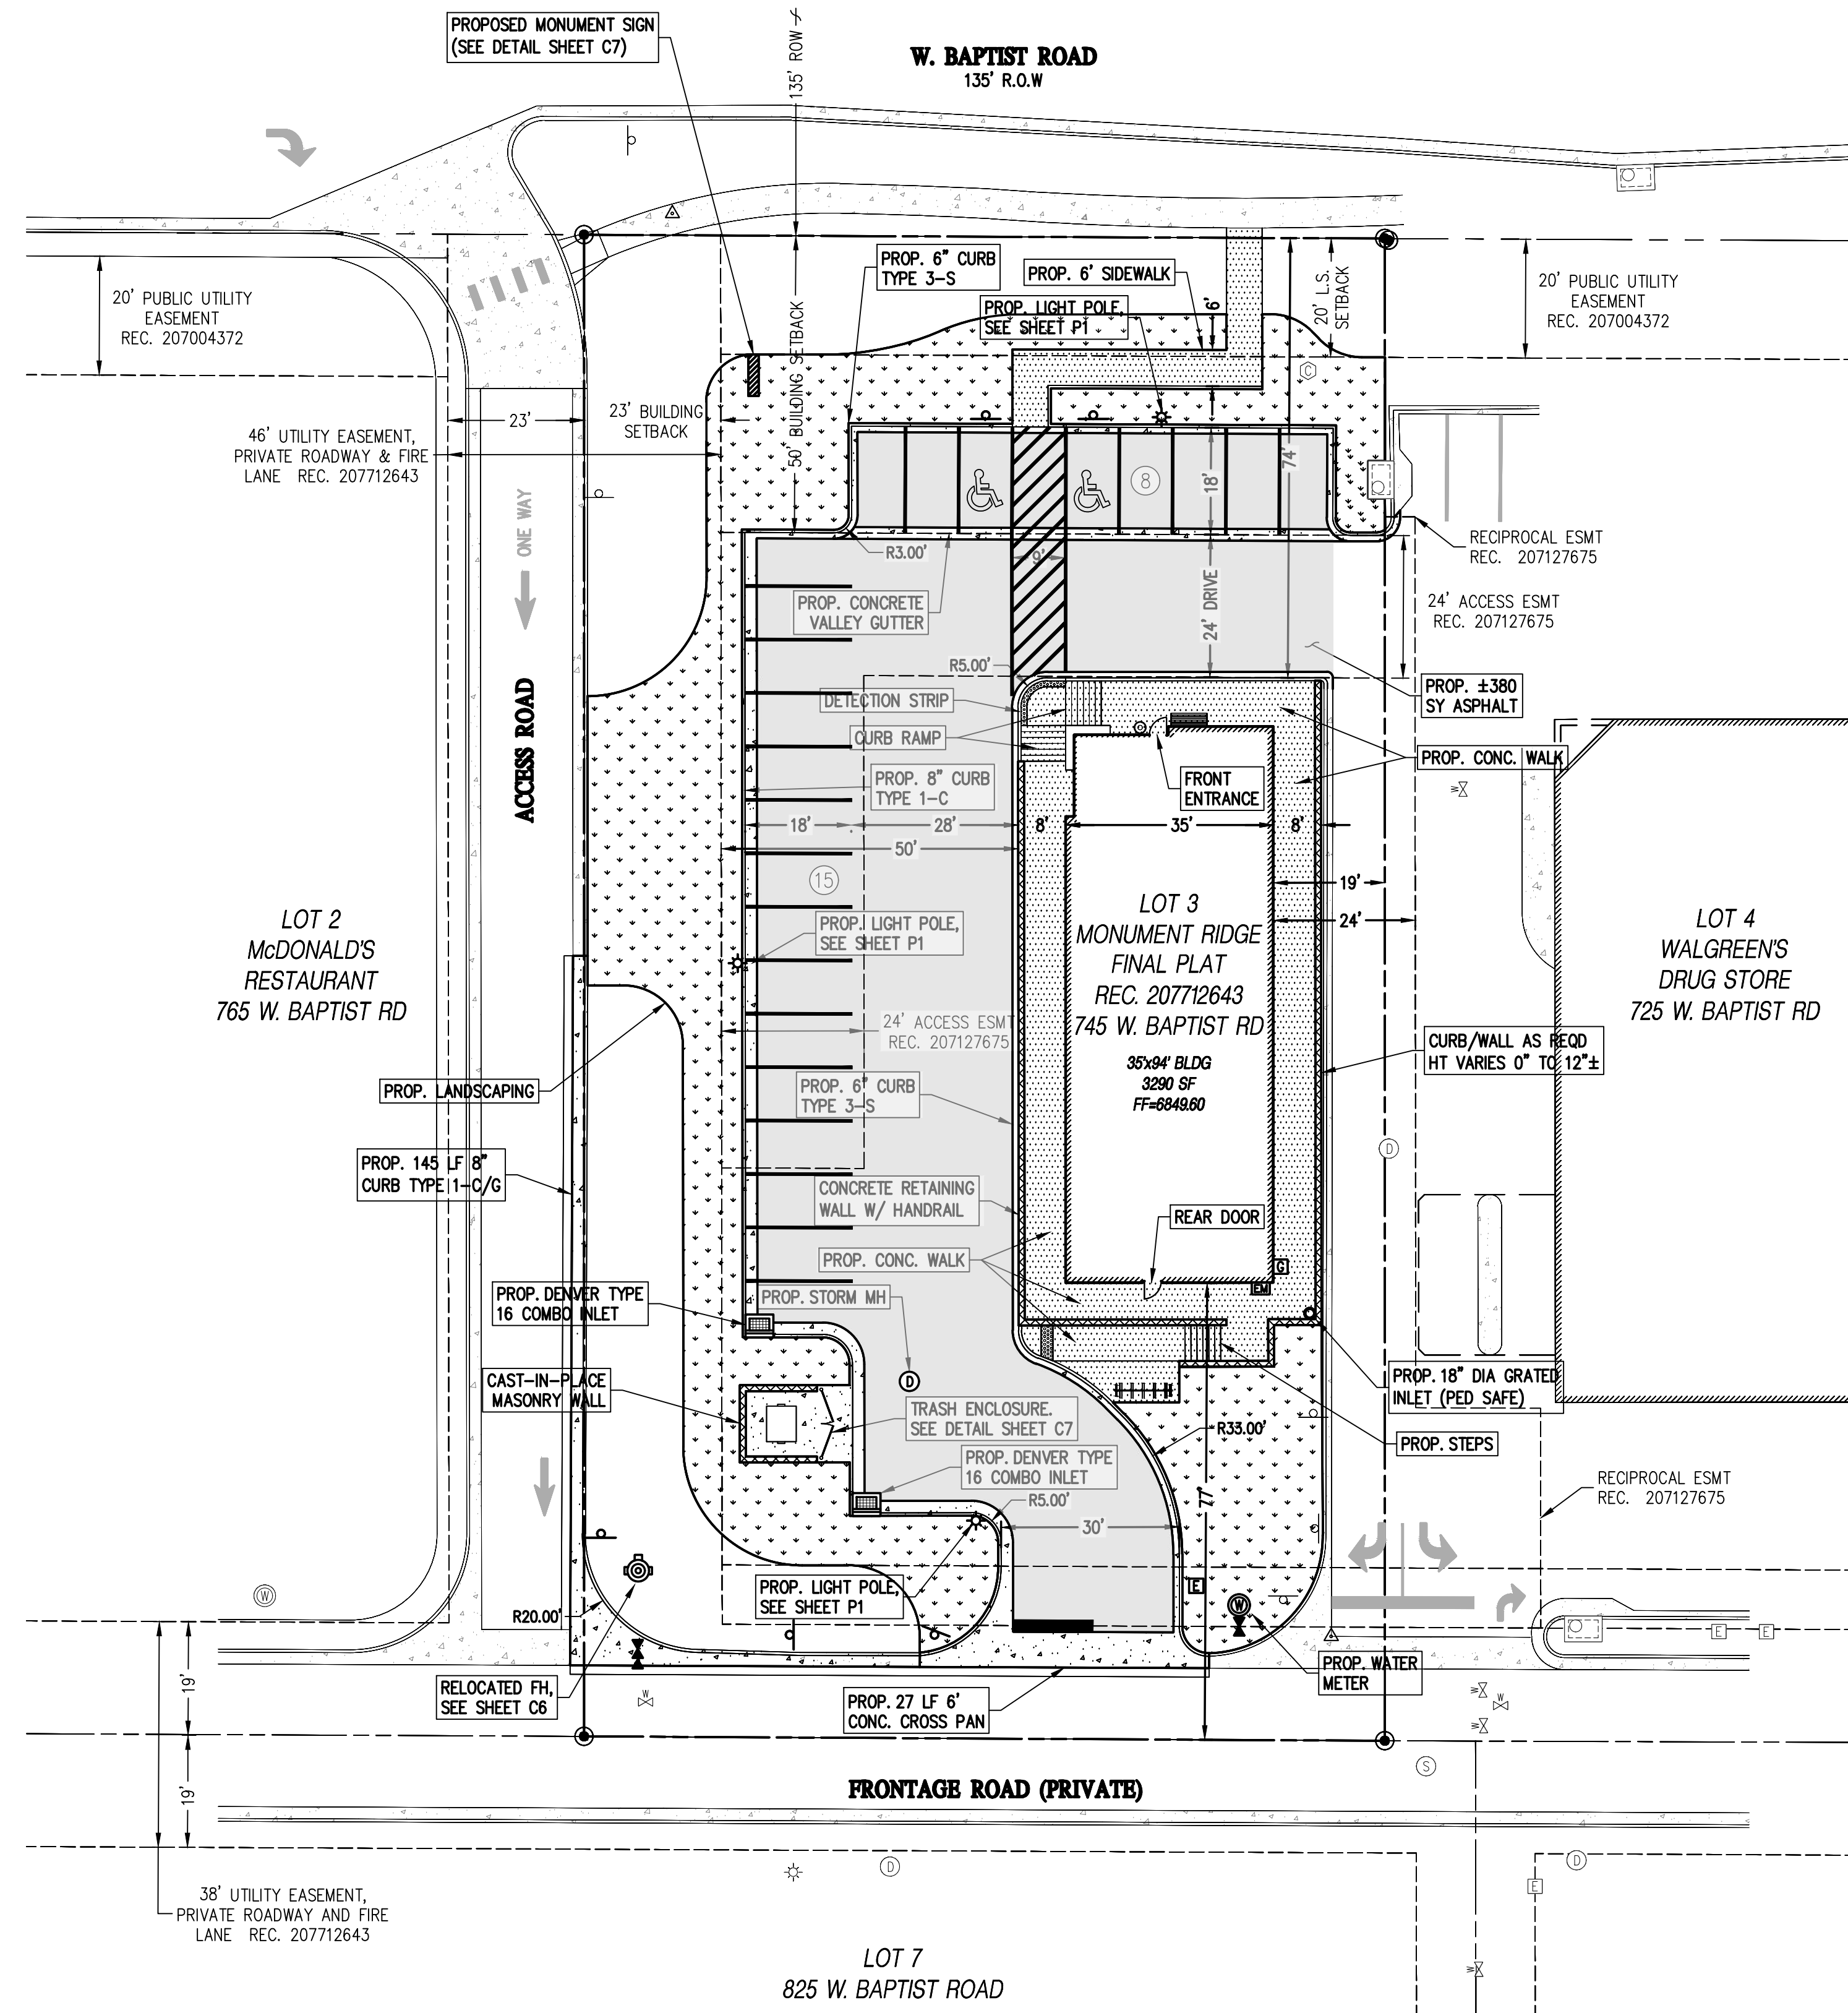 PROPOSED MONUMENT SIGN
(SEE DETAIL SHEET C7)
135' ROW
W. BAPTIST ROAD
135' R.O.W
PROP. 6" CURB
TYPE 3-S
PROP. 6' SIDEWALK
PROP. LIGHT POLE,
SEE SHEET P1
6'
20' L.S.
SETBACK
20' PUBLIC UTILITY
EASEMENT
REC. 207004372
20' PUBLIC UTILITY
EASEMENT
REC. 207004372
50' BUILDING SETBACK
C
23'
23' BUILDING
SETBACK
46' UTILITY EASEMENT,
PRIVATE ROADWAY & FIRE
LANE REC. 207712643
ONE WAY
8
18'
74'
RECIPROCAL ESMT
REC. 207127675
R3.00'
9'
24' DRIVE
PROP. CONCRETE
VALLEY GUTTER
24' ACCESS ESMT
REC. 207127675
R5.00'
DETECTION STRIP
PROP. ±380
SY ASPHALT
CURB RAMP
ACCESS ROAD
PROP. CONC. WALK
FRONT
ENTRANCE
PROP. 8" CURB
TYPE 1-C
W
18'
28'
8'
35'
8'
50'
15
19'
24'
LOT 2
McDONALD'S
RESTAURANT
765 W. BAPTIST RD
PROP. LIGHT POLE,
SEE SHEET P1
LOT 3
MONUMENT RIDGE
FINAL PLAT
REC. 207712643
745 W. BAPTIST RD
35'x94' BLDG
3290 SF
FF=6849.60
LOT 4
WALGREEN'S
DRUG STORE
725 W. BAPTIST RD
24' ACCESS ESMT
REC. 207127675
CURB/WALL AS REQD
HT VARIES 0" TO 12"±
PROP. LANDSCAPING
PROP. 6" CURB
TYPE 3-S
D
PROP. 145 LF 8"
CURB TYPE 1-C/G
CONCRETE RETAINING
WALL W/ HANDRAIL
REAR DOOR
PROP. CONC. WALK
G
EM
PROP. DENVER TYPE
16 COMBO INLET
PROP. STORM MH
D
CAST-IN-PLACE
MASONRY WALL
PROP. 18" DIA GRATED
INLET (PED SAFE)
TRASH ENCLOSURE.
SEE DETAIL SHEET C7
R33.00'
PROP. STEPS
PROP. DENVER TYPE
16 COMBO INLET
RECIPROCAL ESMT
REC. 207127675
R5.00'
77'
30'
PROP. LIGHT POLE,
SEE SHEET P1
E
W
W
R20.00'
E
E
PROP. WATER
METER
RELOCATED FH,
SEE SHEET C6
W
PROP. 27 LF 6'
CONC. CROSS PAN
W
W
W
19'
19'
S
FRONTAGE ROAD (PRIVATE)
D
D
E
38' UTILITY EASEMENT,
PRIVATE ROADWAY AND FIRE
LANE REC. 207712643
LOT 7
825 W. BAPTIST ROAD
W